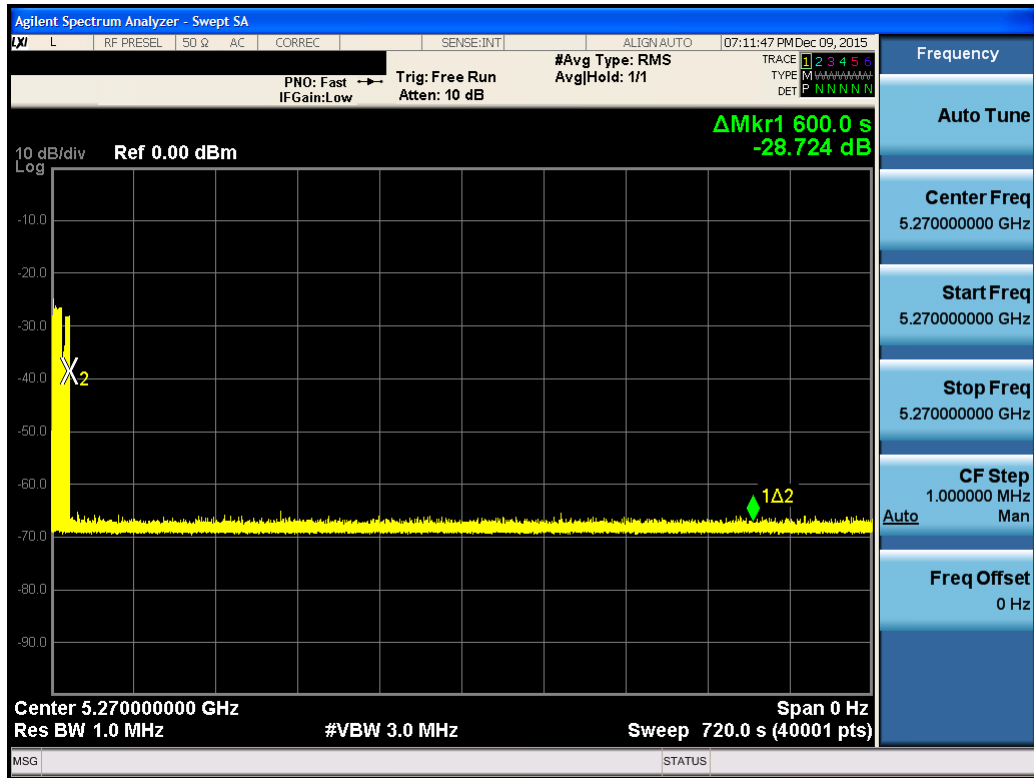 Agilent Spectrum Analyzer - Swept SA
LXI L RF PRESEL 50 Ω AC CORREC SENSE:INT ALIGN AUTO 07:11:47 PM Dec 09, 2015
PNO: Fast
IFGain:Low
Trig: Free Run
Atten: 10 dB
#Avg Type: RMS
Avg|Hold: 1/1
TRACE 1 2 3 4 5 6
TYPE M WWWWW
DET P N N N N N
ΔMkr1 600.0 s
-28.724 dB
10 dB/div Ref 0.00 dBm
Log
-10.0
-20.0
-30.0
-40.0
-50.0
-60.0
-70.0
-80.0
-90.0
2
1Δ2
Center 5.270000000 GHz Span 0 Hz
Res BW 1.0 MHz #VBW 3.0 MHz Sweep 720.0 s (40001 pts)
MSG STATUS
Frequency
Auto Tune
Center Freq
5.270000000 GHz
Start Freq
5.270000000 GHz
Stop Freq
5.270000000 GHz
CF Step
1.000000 MHz
Auto Man
Freq Offset
0 Hz